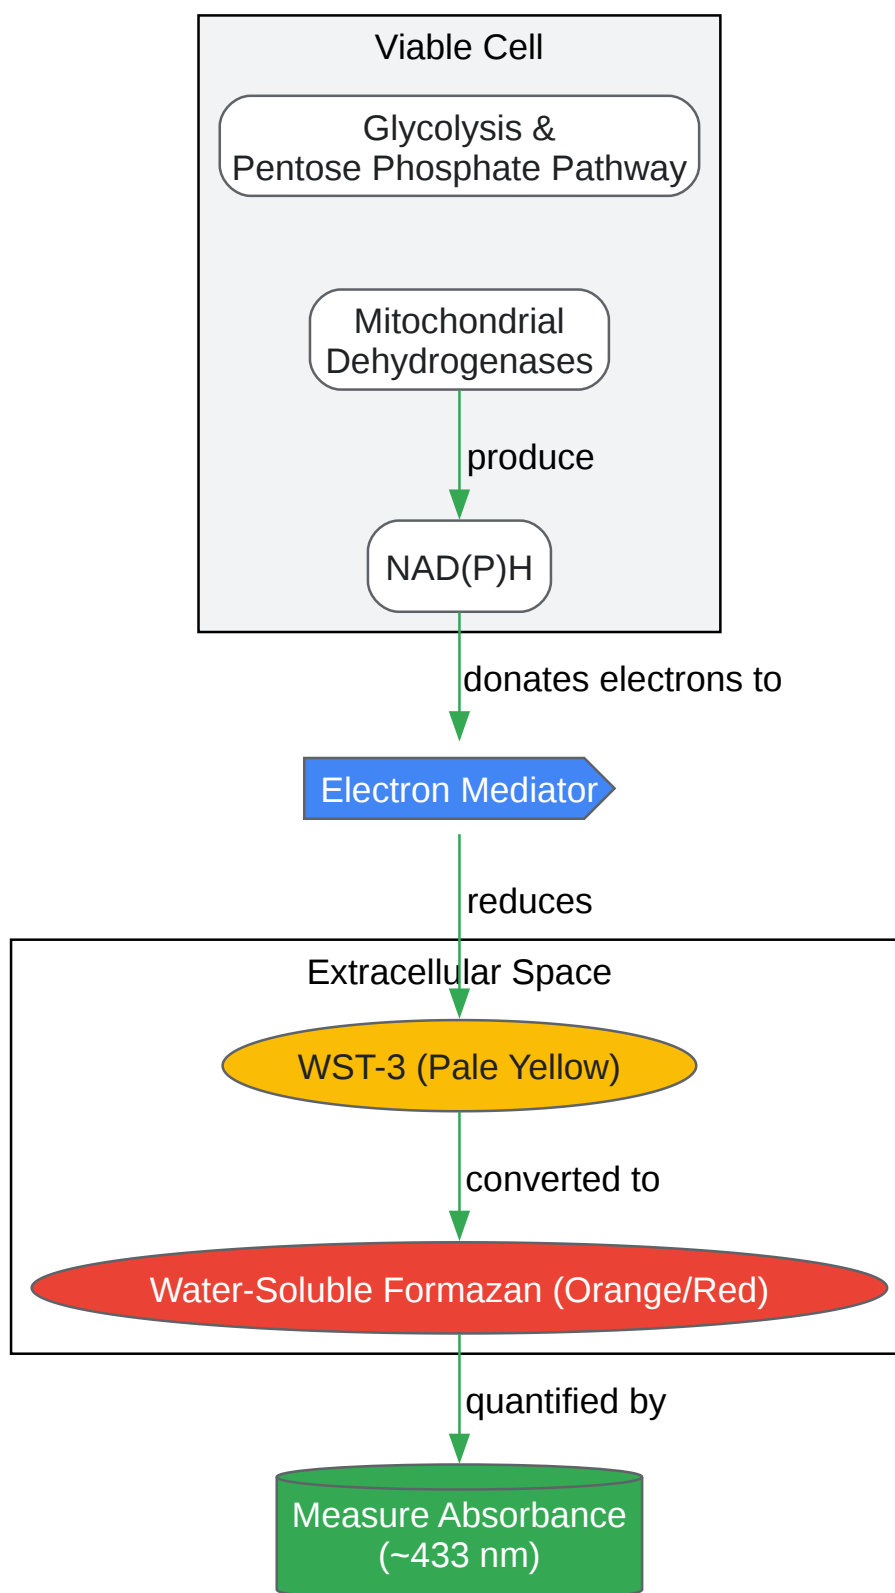 Viable Cell
Glycolysis &
Pentose Phosphate Pathway
Mitochondrial
Dehydrogenases
produce
NAD(P)H
donates electrons to
Electron Mediator
reduces
Extracellular Space
WST-3 (Pale Yellow)
converted to
Water-Soluble Formazan (Orange/Red)
quantified by
Measure Absorbance
(~433 nm)